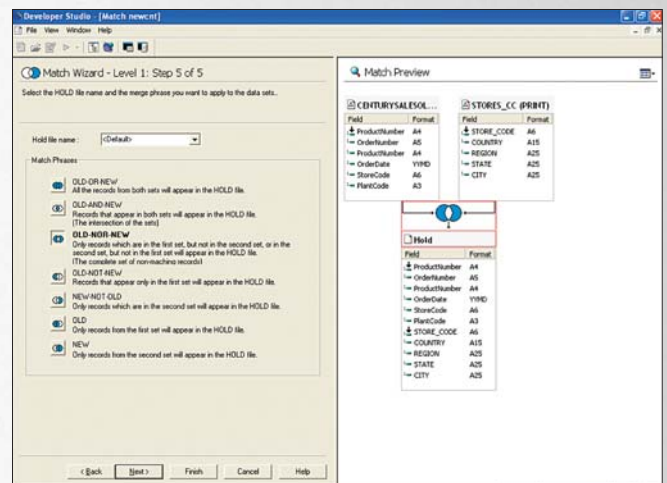 Developer Studio - [Match newcnt]
File View Window Help
Match Wizard - Level 1: Step 5 of 5
Select the HOLD file name and the merge phrase you want to apply to the data sets..
Hold file name :
<Default>
Match Phrases
OLD-OR-NEW
All the records from both sets will appear in the HOLD file.
OLD-AND-NEW
Records that appear in both sets will appear in the HOLD file.
(The intersection of the sets)
OLD-NOR-NEW
Only records which are in the first set, but not in the second set, or in the
second set, but not in the first set will appear in the HOLD file.
(The complete set of non-maching records)
OLD-NOT-NEW
Records that appear only in the first set will appear in the HOLD file.
NEW-NOT-OLD
Only records which are in the second set will appear in the HOLD file.
OLD
Only records from the first set will appear in the HOLD file.
NEW
Only records from the second set will appear in the HOLD file.
< Back
Next >
Finish
Cancel
Help
Match Preview
CENTURYSALESOL...
Field Format
ProductNumber A4
OrderNumber A5
ProductNumber A4
OrderDate YYMD
StoreCode A6
PlantCode A3
STORES_CC (PRINT)
Field Format
STORE_CODE A6
COUNTRY A15
REGION A25
STATE A25
CITY A25
Hold
Field Format
ProductNumber A4
OrderNumber A5
ProductNumber A4
OrderDate YYMD
StoreCode A6
PlantCode A3
STORE_CODE A6
COUNTRY A15
REGION A25
STATE A25
CITY A25